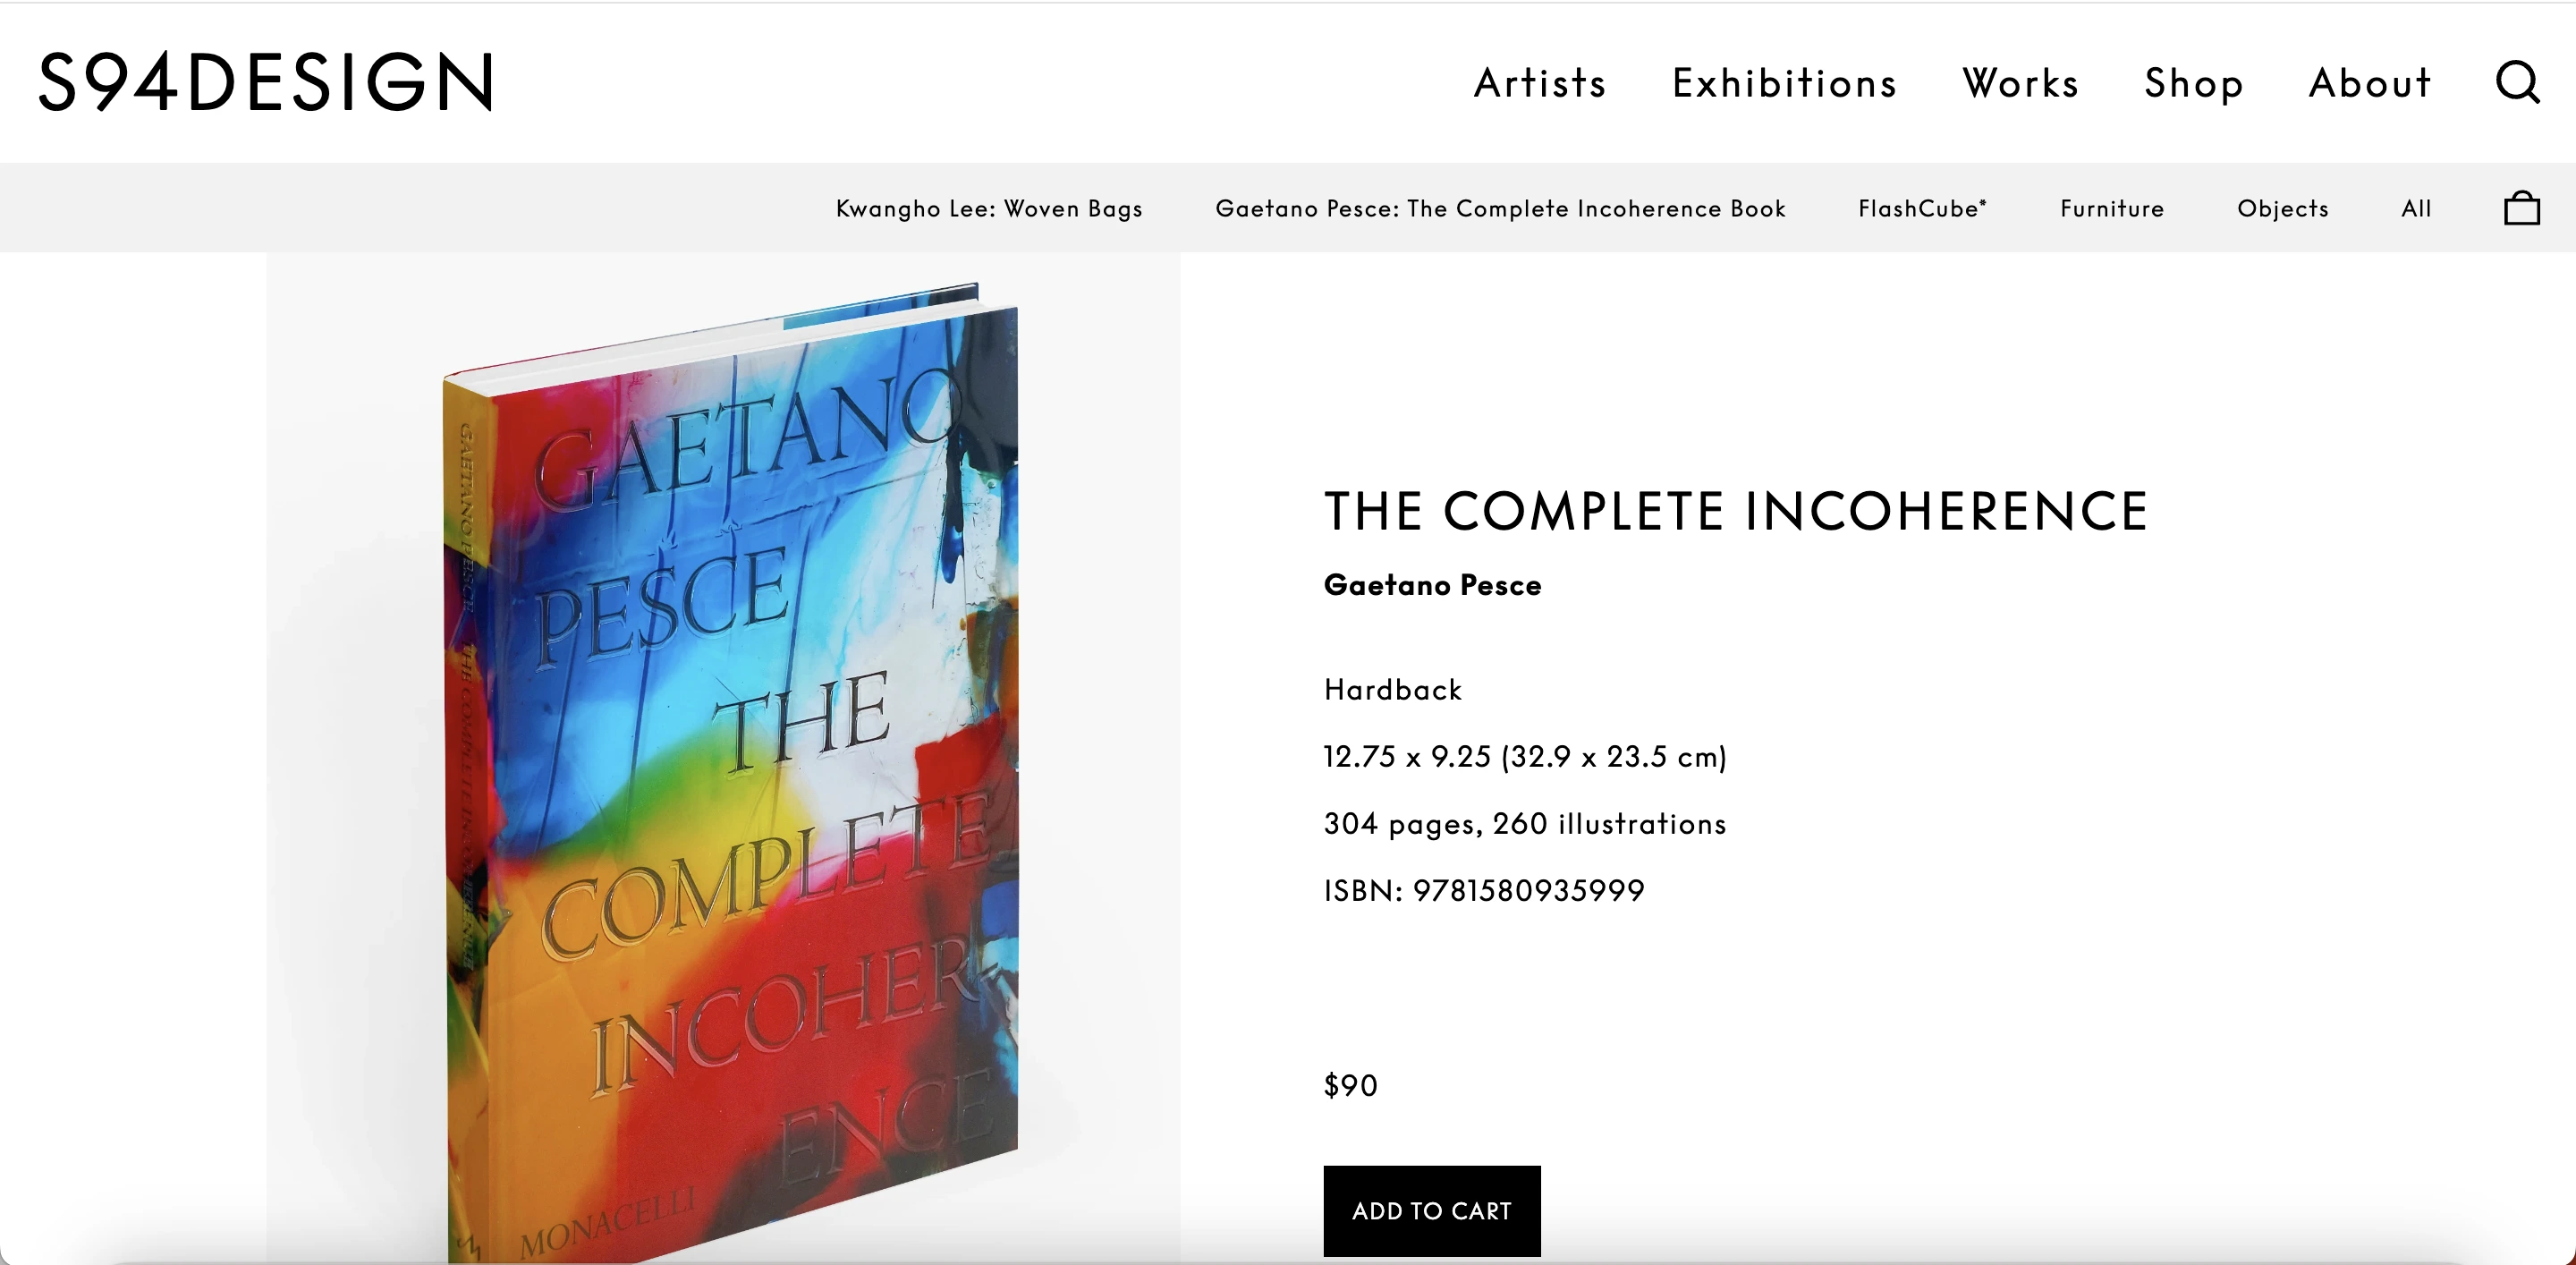 S94DESIGN
Artists Exhibitions Works Shop About
Kwangho Lee: Woven Bags Gaetano Pesce: The Complete Incoherence Book FlashCube* Furniture Objects All
GAETANO
PESCE
THE
COMPLETE
INCOHER-
ENCE
MONACELLI
GAETANO PESCE THE COMPLETE INCOHERENCE
THE COMPLETE INCOHERENCE
Gaetano Pesce
Hardback
12.75 x 9.25 (32.9 x 23.5 cm)
304 pages, 260 illustrations
ISBN: 9781580935999
$90
ADD TO CART